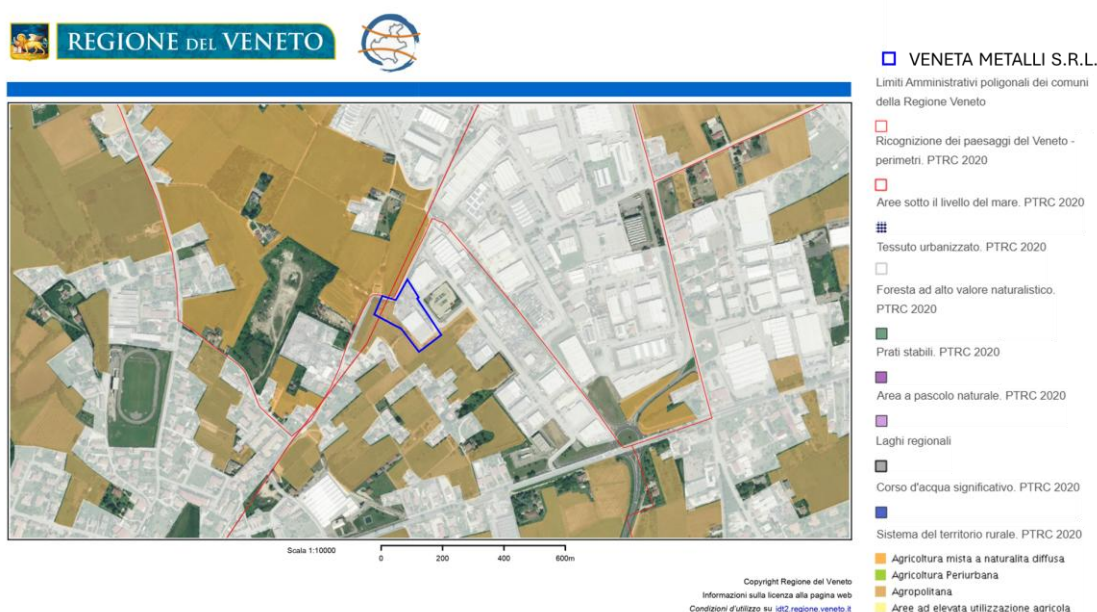 REGIONE DEL VENETO
VENETA METALLI S.R.L.
Limiti Amministrativi poligonali dei comuni
della Regione Veneto
Ricognizione dei paesaggi del Veneto -
perimetri. PTRC 2020
Aree sotto il livello del mare. PTRC 2020
Tessuto urbanizzato. PTRC 2020
Foresta ad alto valore naturalistico.
PTRC 2020
Prati stabili. PTRC 2020
Area a pascolo naturale. PTRC 2020
Laghi regionali
Corso d'acqua significativo. PTRC 2020
Sistema del territorio rurale. PTRC 2020
Agricoltura mista a naturalita diffusa
Agricoltura Periurbana
Agropolitana
Aree ad elevata utilizzazione agricola
Scala 1:10000
0 200 400 600m
Copyright Regione del Veneto
Informazioni sulla licenza alla pagina web
Condizioni d'utilizzo su idt2.regione.veneto.it